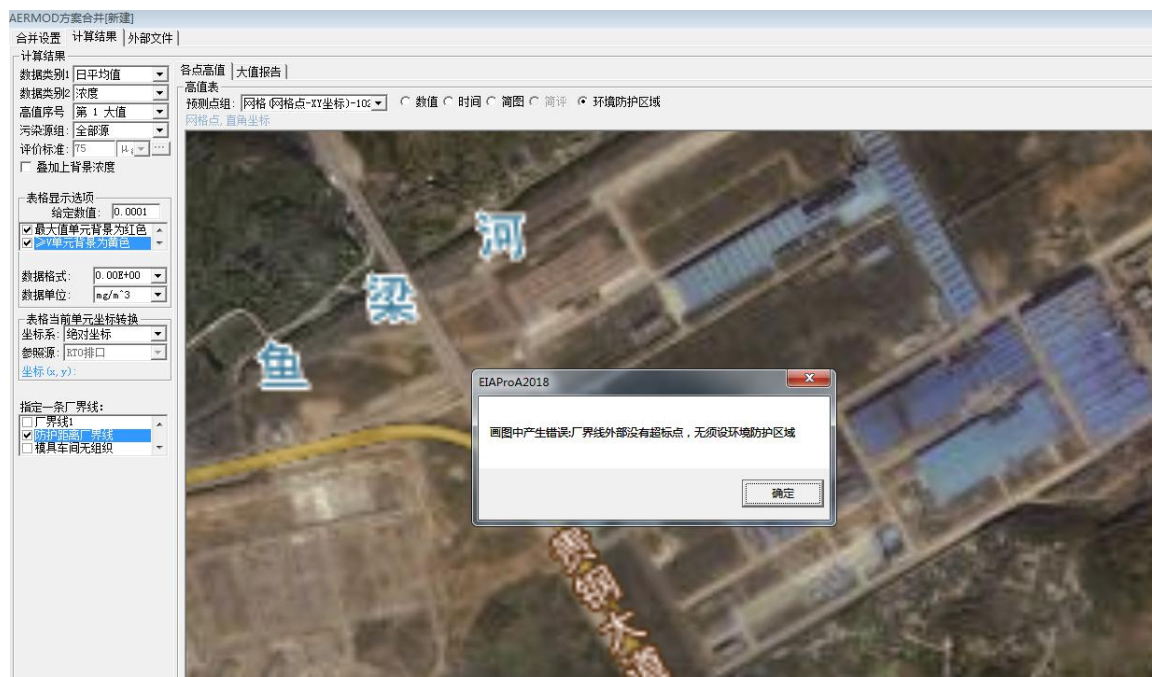 AERMOD方案合并[新建]
合并设置 计算结果 外部文件
计算结果
数据类别1 日平均值
数据类别2 浓度
高值序号 第 1 大值
污染源组: 全部源
评价标准: 75
叠加上背景浓度
表格显示选项
给定数值: 0.0001
最大值单元背景为红色
≥V单元背景为黄色
数据格式: 0.00E+00
数据单位: mg/m^3
表格当前单元坐标转换
坐标系: 绝对坐标
参照源: RTO排口
坐标(x,y):
指定一条厂界线:
厂界线1
防护距离厂界线
模具车间无组织
各点高值 大值报告
高值表
预测点组: 网格(网格点-XY坐标)-102 数值 时间 简图 简评 环境防护区域
网格点, 直角坐标
河
梁
鱼
EIAProA2018
画图中产生错误:厂界线外部没有超标点，无须设环境防护区域
确定
钢
大